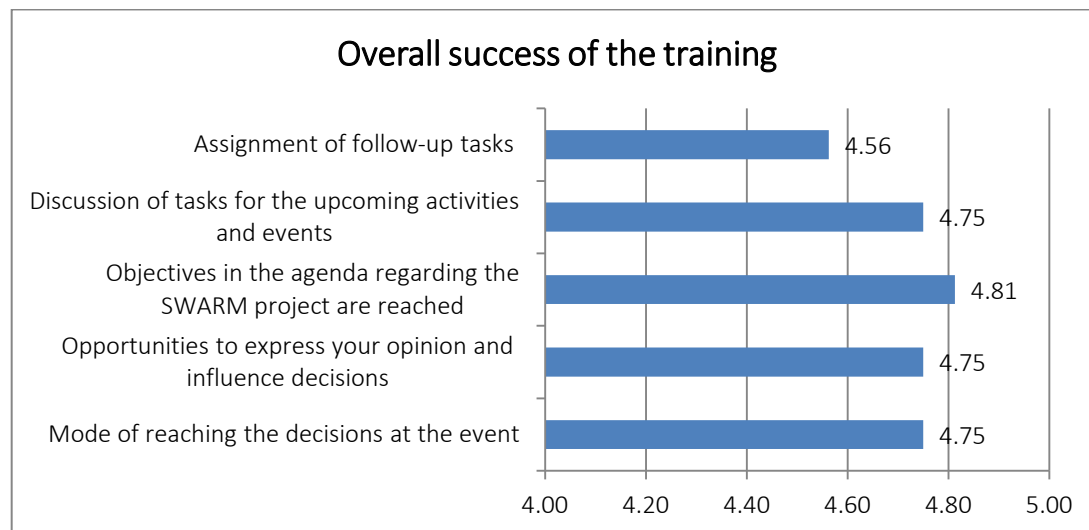 Overall success of the training
Assignment of follow-up tasks
4.56
Discussion of tasks for the upcoming activities
and events
4.75
Objectives in the agenda regarding the
SWARM project are reached
4.81
Opportunities to express your opinion and
influence decisions
4.75
Mode of reaching the decisions at the event
4.75
4.00 4.20 4.40 4.60 4.80 5.00